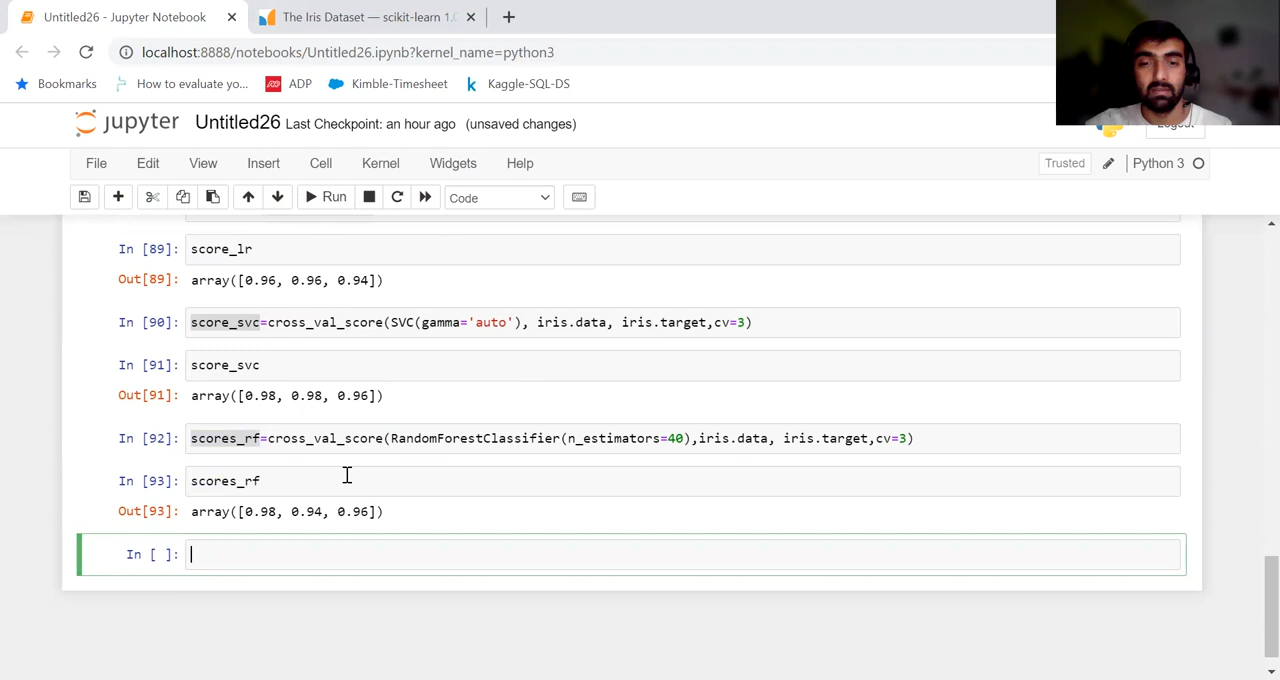 Untitled26 - Jupyter Notebook
The Iris Dataset — scikit-learn 1.
localhost:8888/notebooks/Untitled26.ipynb?kernel_name=python3
Bookmarks
How to evaluate yo...
ADP
Kimble-Timesheet
Kaggle-SQL-DS
jupyter
Untitled26
Last Checkpoint: an hour ago
(unsaved changes)
Logout
File
Edit
View
Insert
Cell
Kernel
Widgets
Help
Trusted
Python 3
Run
Code
In [89]: score_lr
Out[89]: array([0.96, 0.96, 0.94])
In [90]: score_svc=cross_val_score(SVC(gamma='auto'), iris.data, iris.target,cv=3)
In [91]: score_svc
Out[91]: array([0.98, 0.98, 0.96])
In [92]: scores_rf=cross_val_score(RandomForestClassifier(n_estimators=40),iris.data, iris.target,cv=3)
In [93]: scores_rf
Out[93]: array([0.98, 0.94, 0.96])
In [ ]: